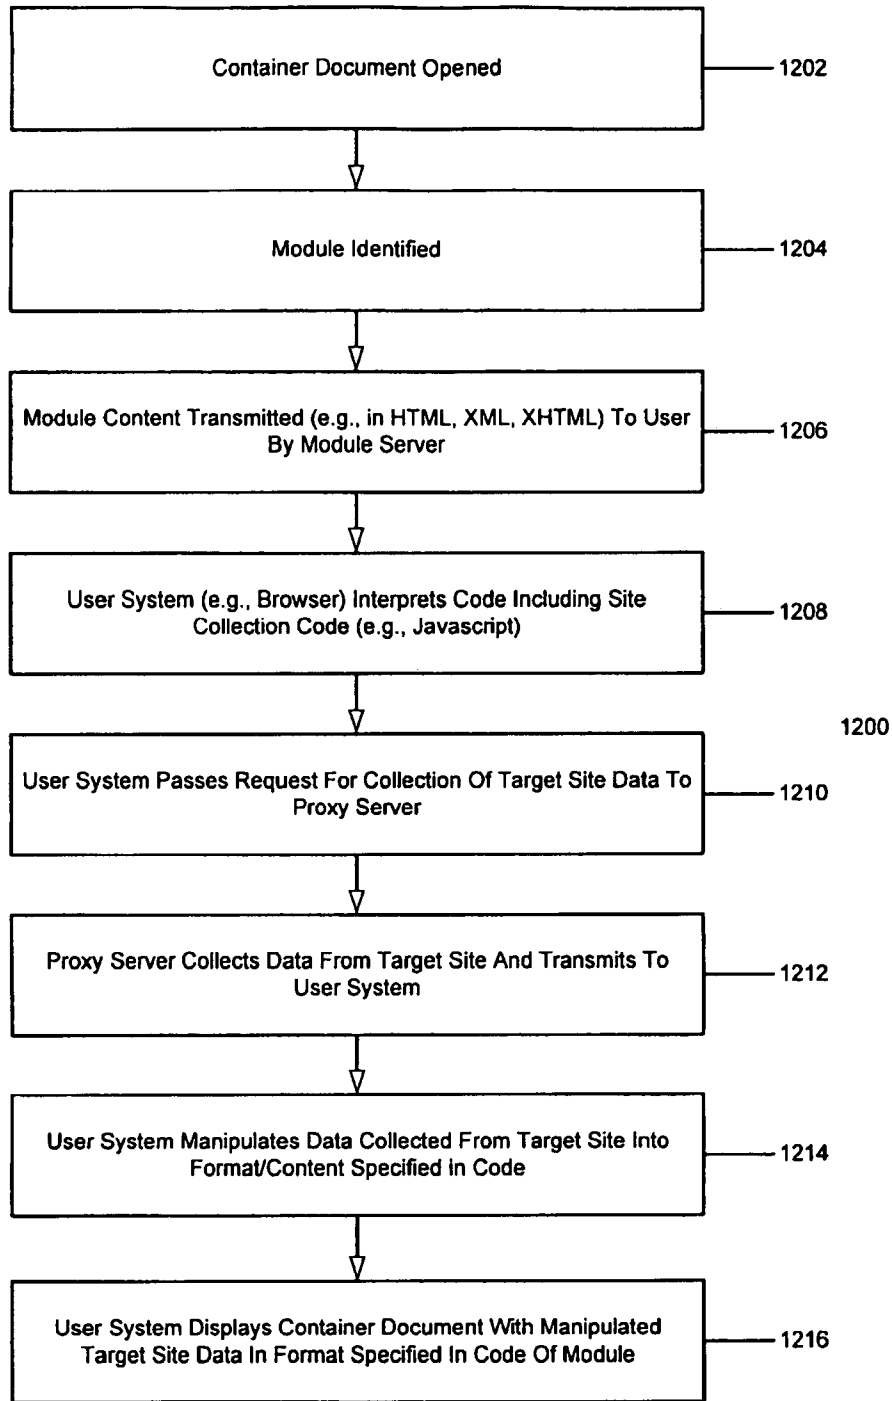 Container Document Opened
1202
Module Identified
1204
Module Content Transmitted (e.g., in HTML, XML, XHTML) To User
By Module Server
1206
User System (e.g., Browser) Interprets Code Including Site
Collection Code (e.g., Javascript)
1208
1200
User System Passes Request For Collection Of Target Site Data To
Proxy Server
1210
Proxy Server Collects Data From Target Site And Transmits To
User System
1212
User System Manipulates Data Collected From Target Site Into
Format/Content Specified In Code
1214
User System Displays Container Document With Manipulated
Target Site Data In Format Specified In Code Of Module
1216